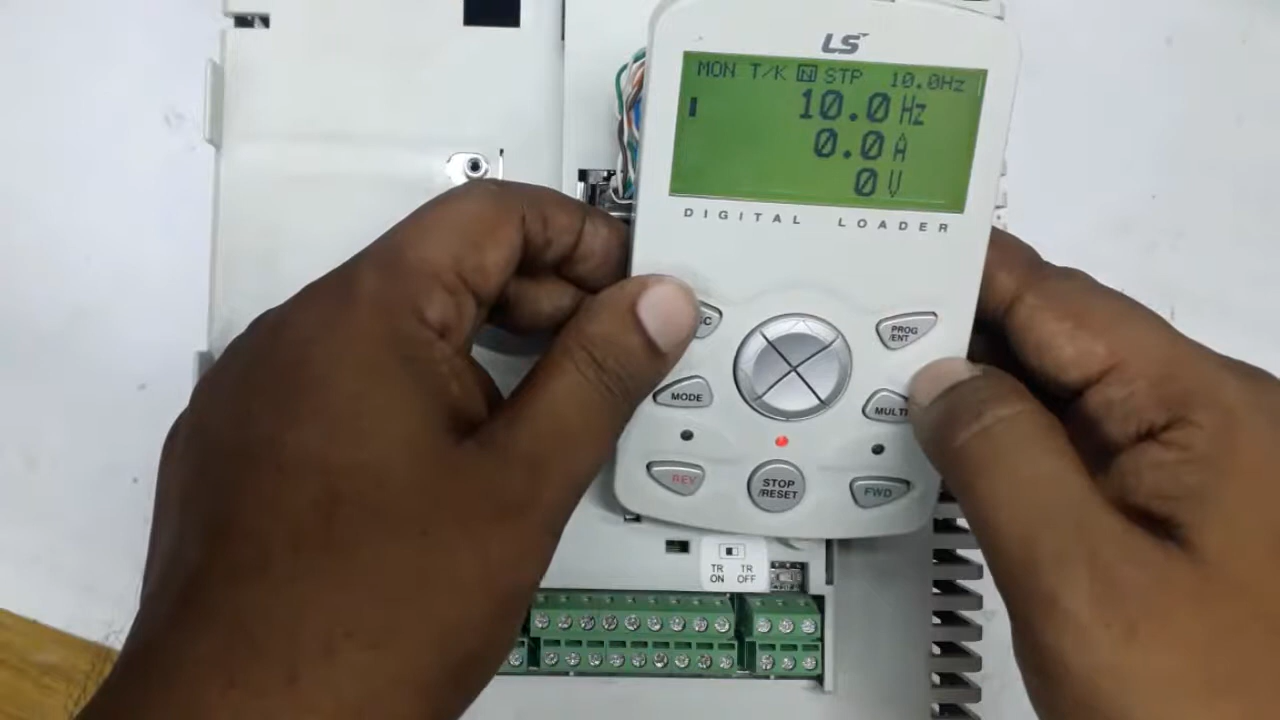 LS
MON T/K N STP 10.0Hz
10.0 Hz
0.0 A
0 V
DIGITAL LOADER
PROG
/ENT
MODE
MULTI
REV
STOP
/RESET
FWD
TR
ON
TR
OFF